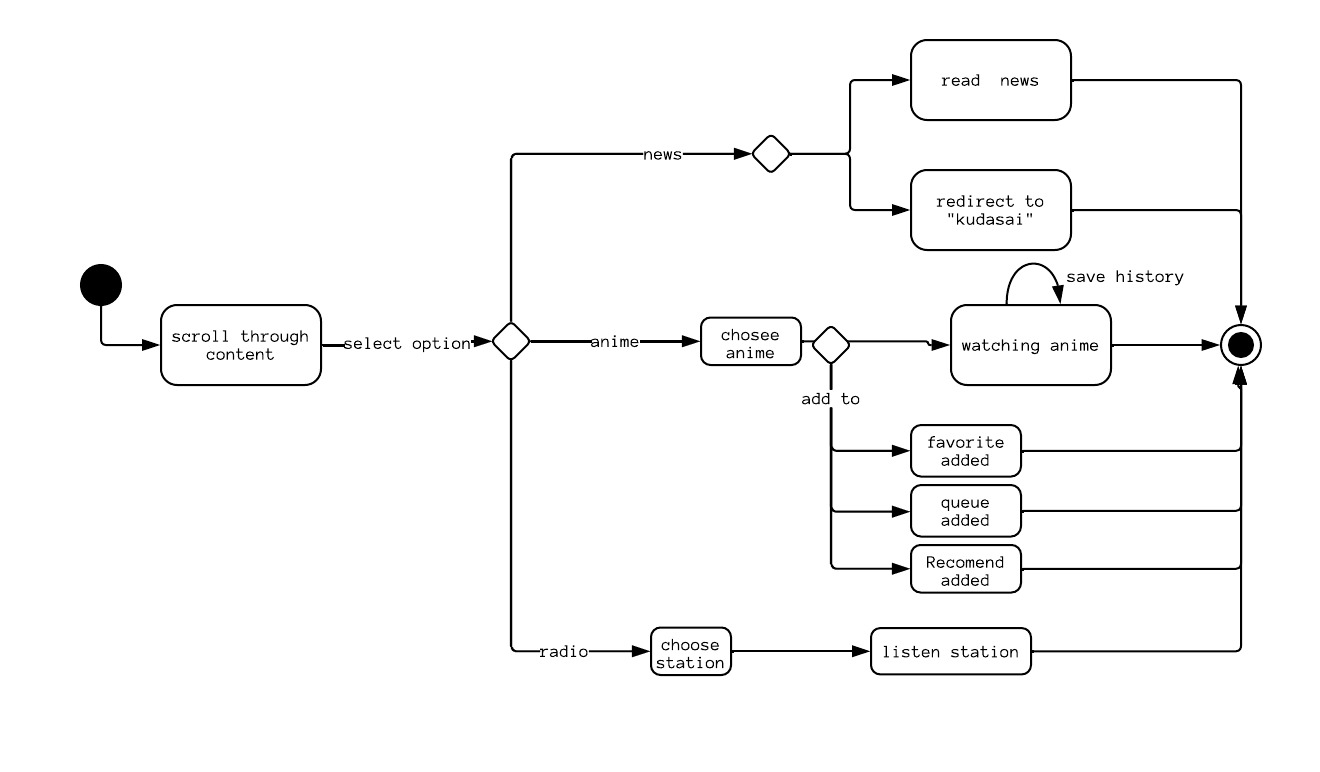 read  news
news
redirect to
"kudasai"
save history
scroll through
content
select option
anime
chosee
anime
watching anime
add to
favorite
added
queue
added
Recomend
added
radio
choose
station
listen station